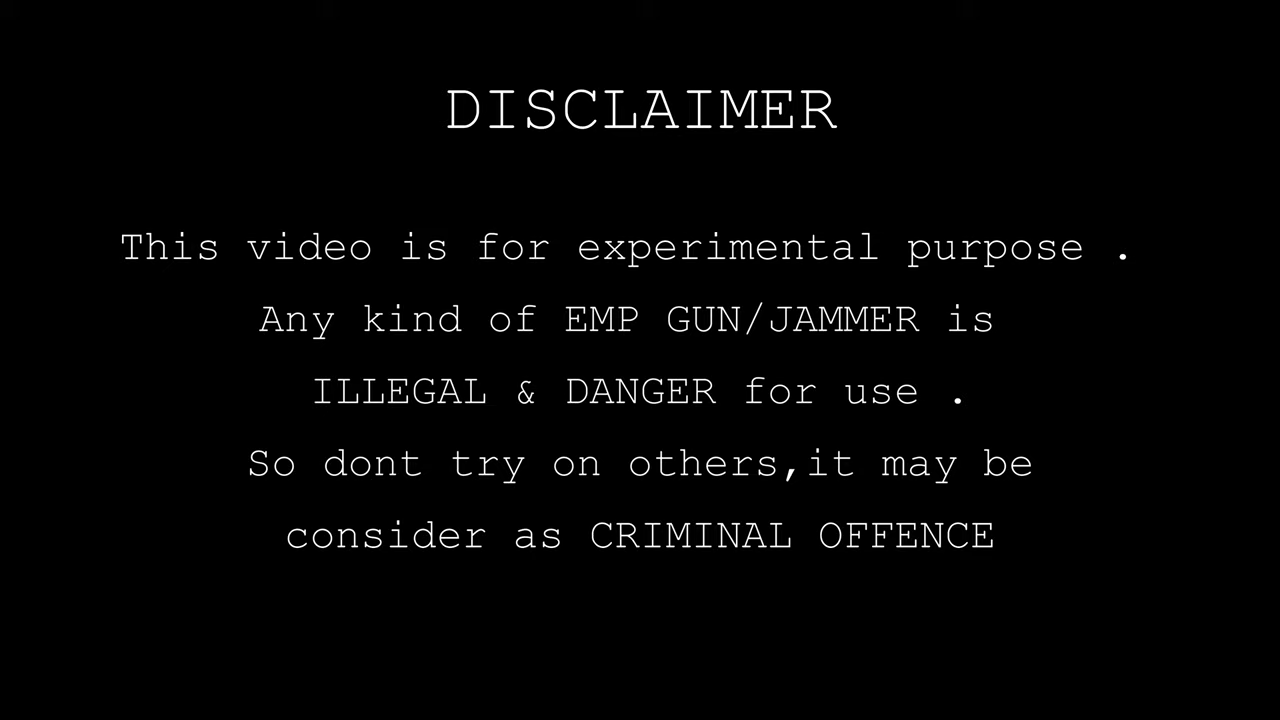 DISCLAIMER
This video is for experimental purpose .
Any kind of EMP GUN/JAMMER is
ILLEGAL & DANGER for use .
So dont try on others,it may be
consider as CRIMINAL OFFENCE